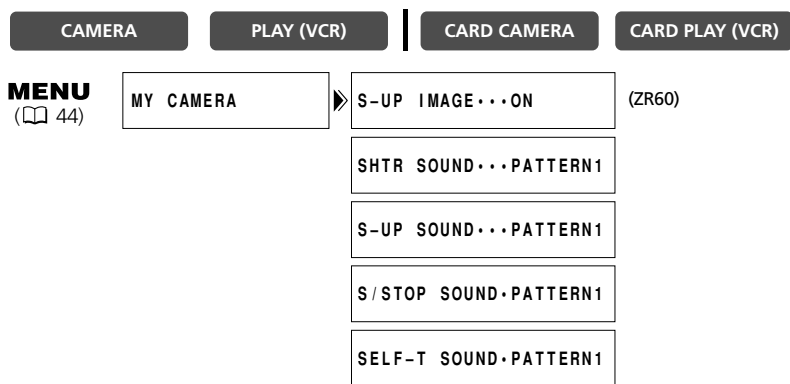 CAMERA PLAY (VCR) CARD CAMERA CARD PLAY (VCR)
MENU MY CAMERA S–UP IMAGE···ON (ZR60)
( 44)
SHTR SOUND···PATTERN1
S–UP SOUND···PATTERN1
S/STOP SOUND·PATTERN1
SELF–T SOUND·PATTERN1